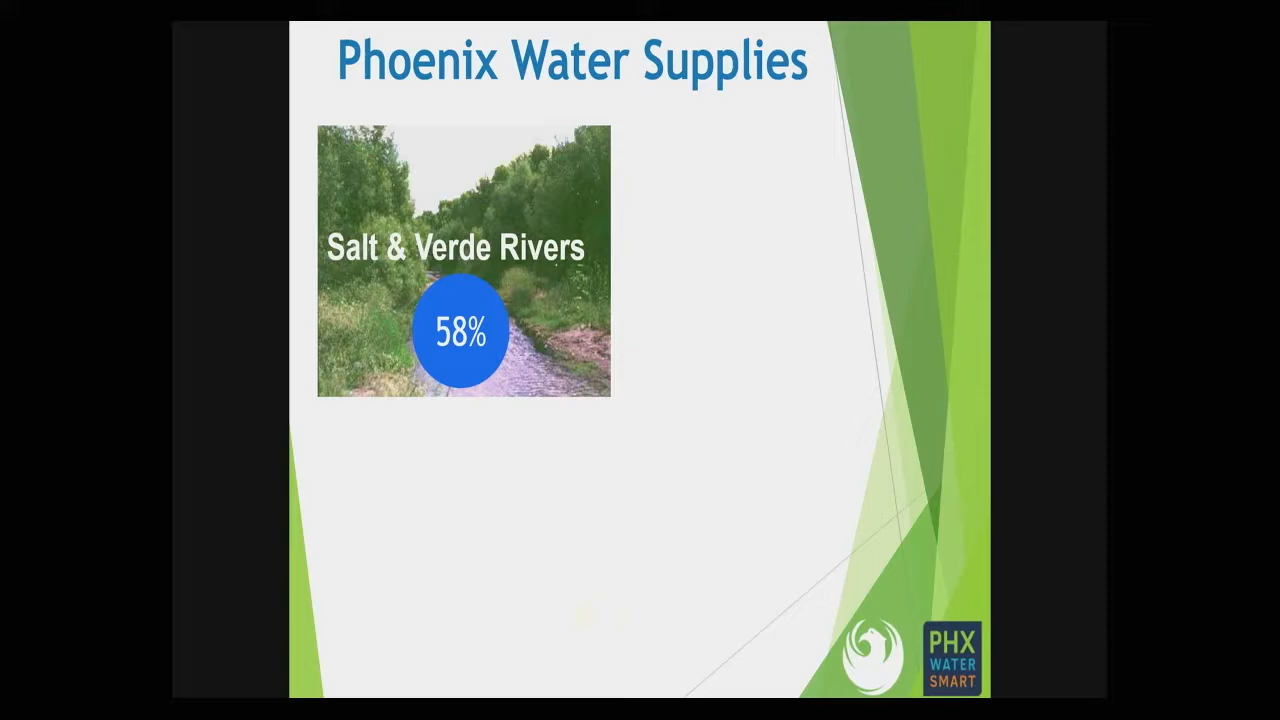 Phoenix Water Supplies
Salt & Verde Rivers
58%
PHX
WATER
SMART